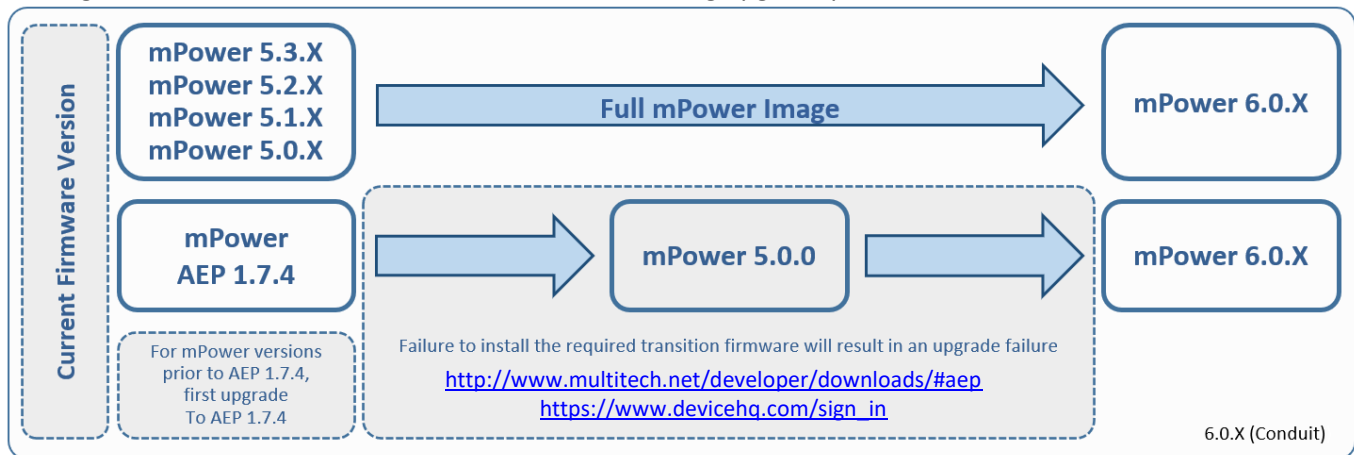 Current Firmware Version
mPower 5.3.X
mPower 5.2.X
mPower 5.1.X
mPower 5.0.X
Full mPower Image
mPower 6.0.X
mPower
AEP 1.7.4
mPower 5.0.0
mPower 6.0.X
For mPower versions
prior to AEP 1.7.4,
first upgrade
To AEP 1.7.4
Failure to install the required transition firmware will result in an upgrade failure
http://www.multitech.net/developer/downloads/#aep
https://www.devicehq.com/sign_in
6.0.X (Conduit)